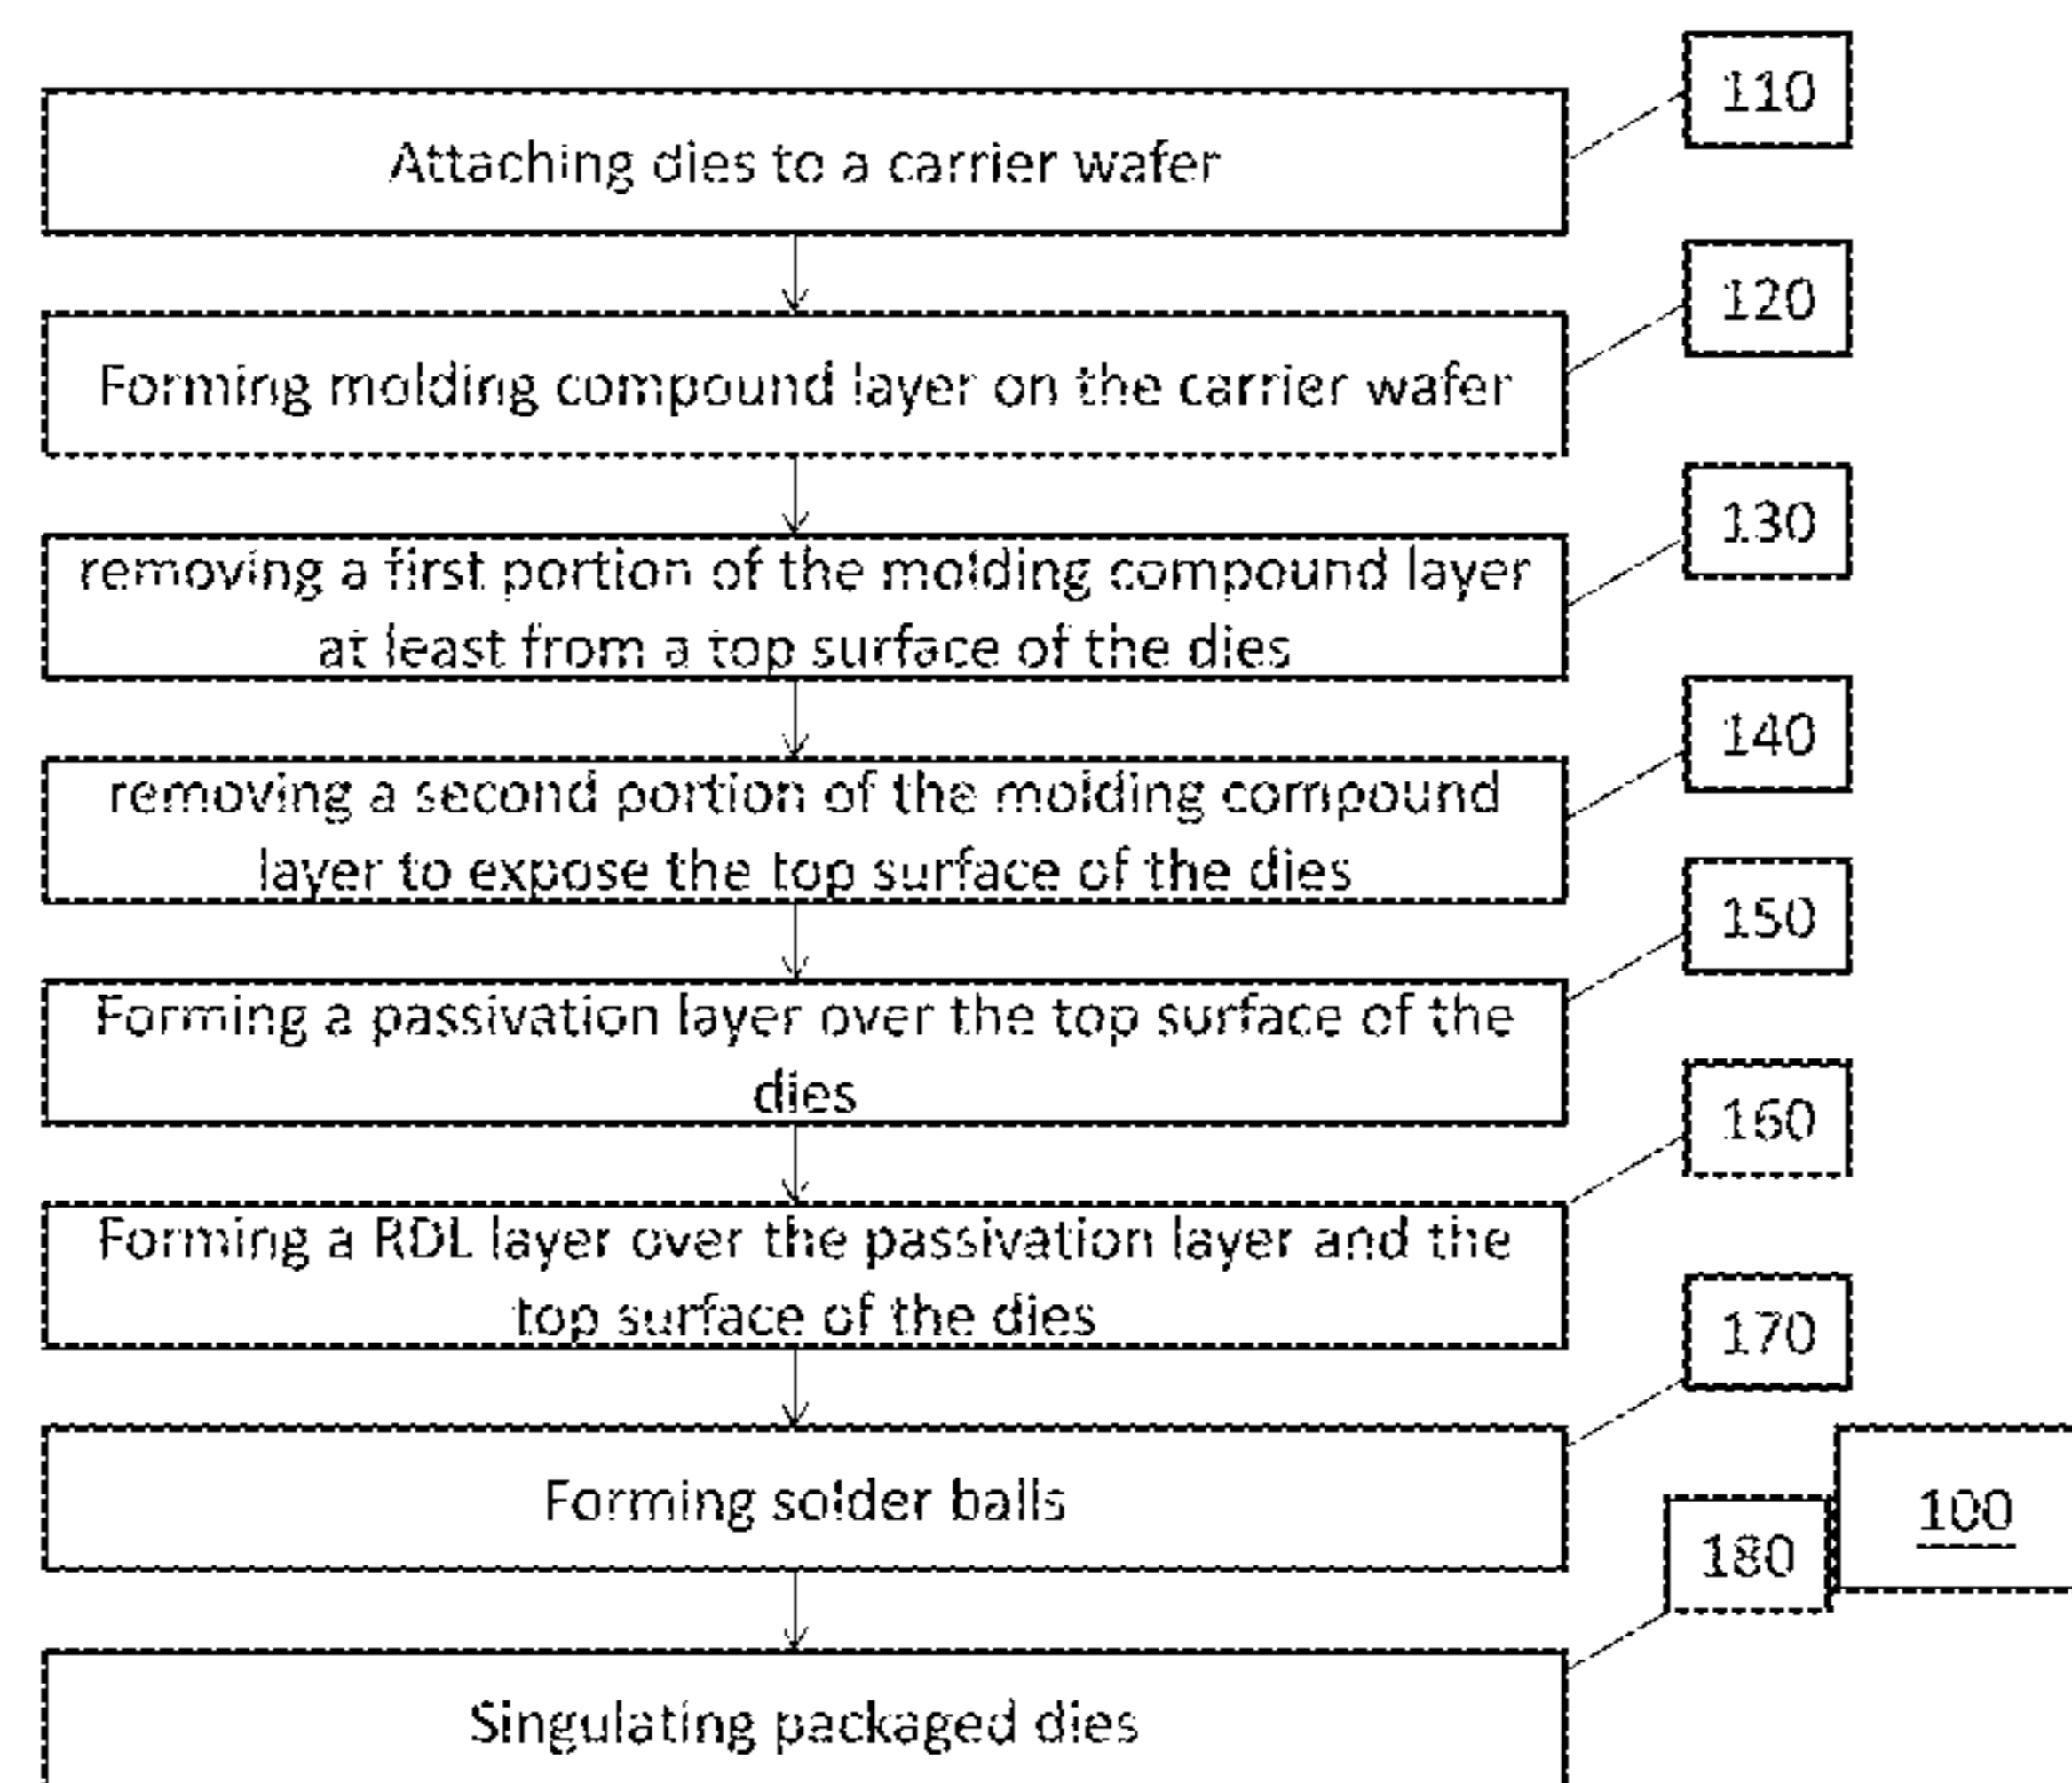 110
Attaching dies to a carrier wafer
120
Forming molding compound layer on the carrier wafer
130
removing a first portion of the molding compound layer
at least from a top surface of the dies
140
removing a second portion of the molding compound
layer to expose the top surface of the dies
150
Forming a passivation layer over the top surface of the
dies
160
Forming a RDL layer over the passivation layer and the
top surface of the dies
170
Forming solder balls
100
180
Singulating packaged dies